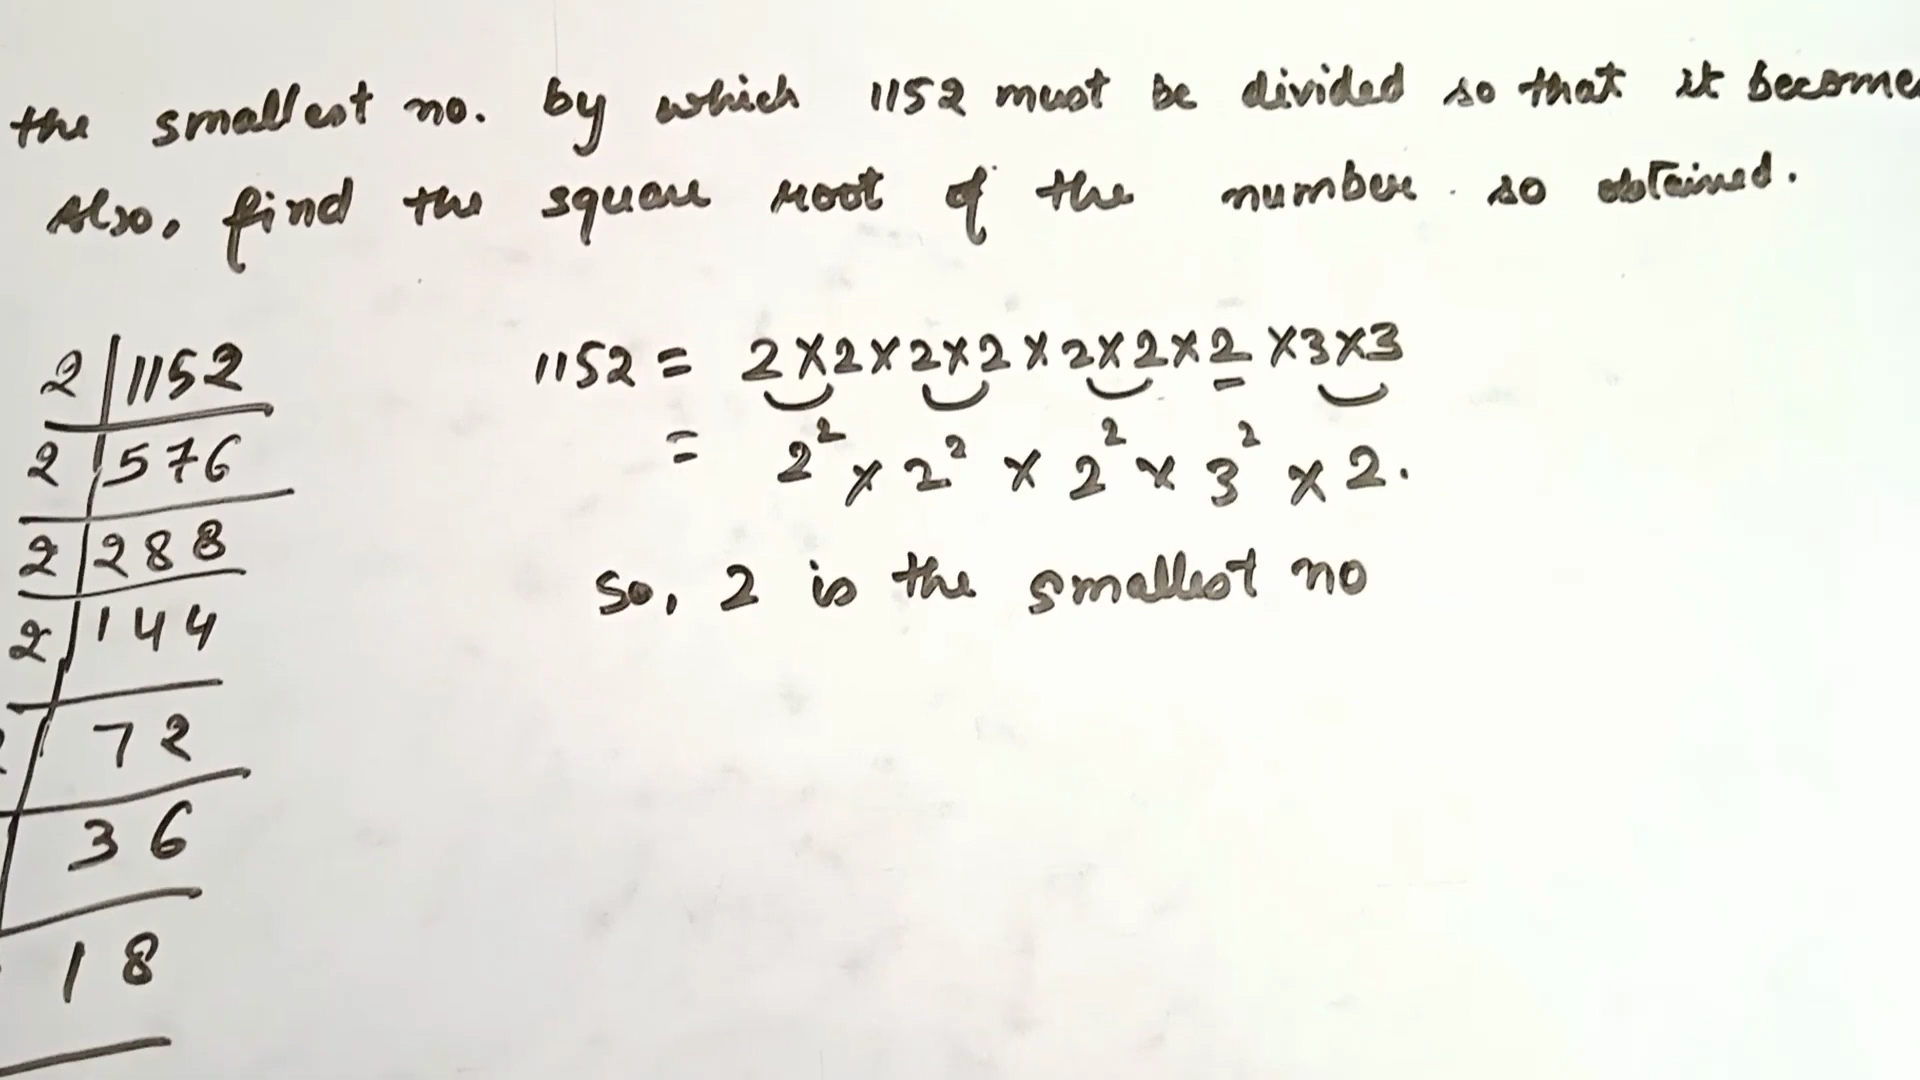 the smallest no. by which 1152 must be divided so that it become
Also, find the square root of the number so obtained.
2 | 1152
2 | 576
2 | 288
2 | 144
72
36
18
1152 = 2×2×2×2×2×2×2×3×3
= 2² × 2² × 2² × 3² × 2.
So, 2 is the smallest no